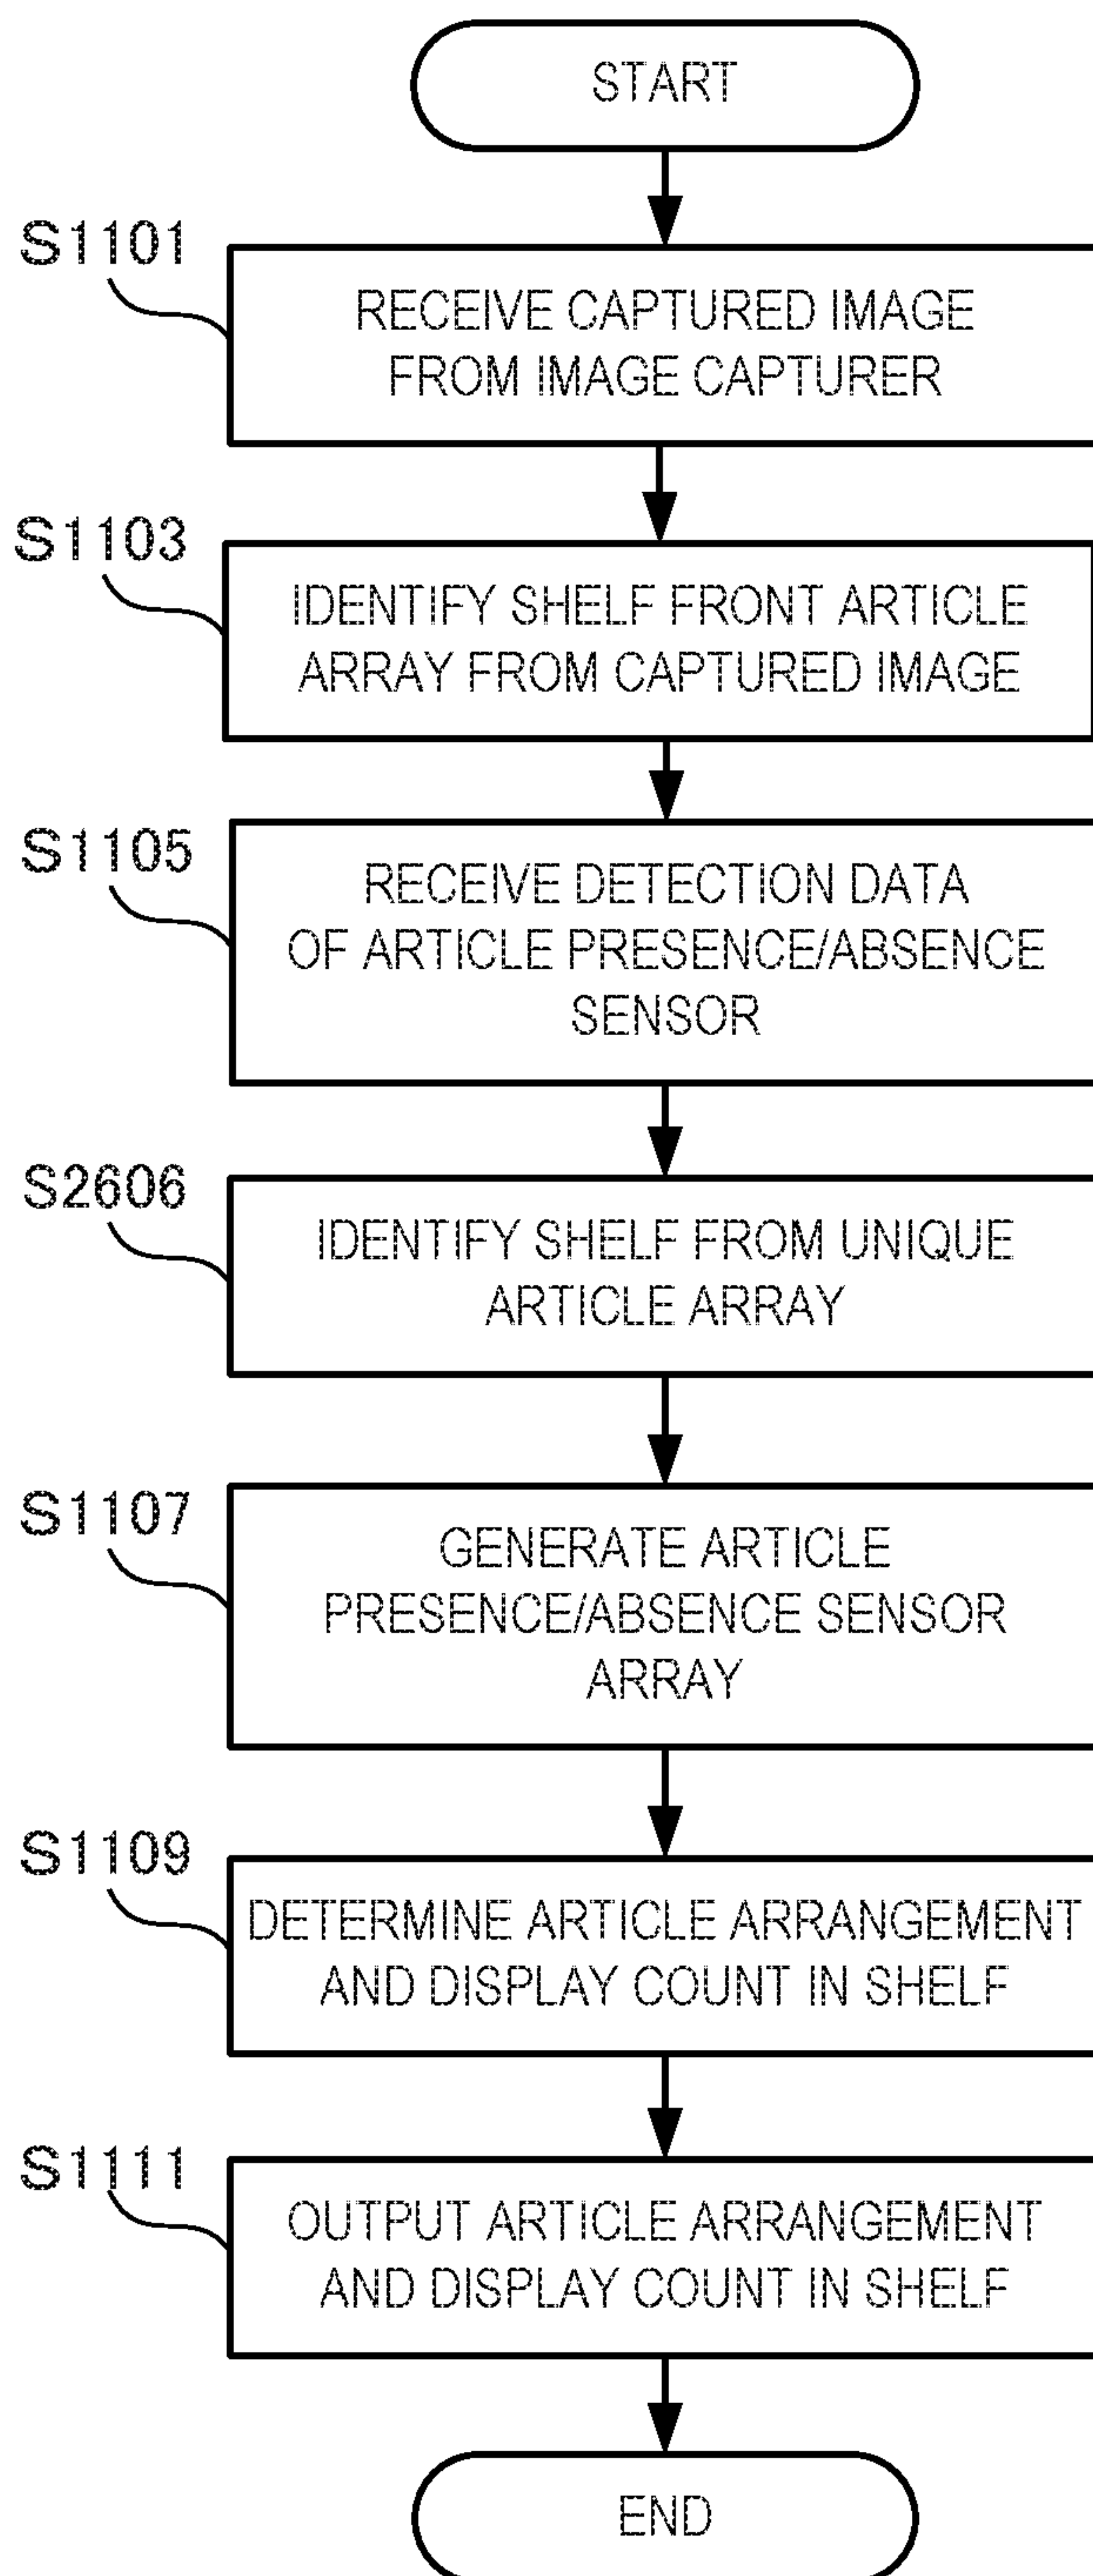 START
S1101
RECEIVE CAPTURED IMAGE
FROM IMAGE CAPTURER
S1103
IDENTIFY SHELF FRONT ARTICLE
ARRAY FROM CAPTURED IMAGE
S1105
RECEIVE DETECTION DATA
OF ARTICLE PRESENCE/ABSENCE
SENSOR
S2606
IDENTIFY SHELF FROM UNIQUE
ARTICLE ARRAY
S1107
GENERATE ARTICLE
PRESENCE/ABSENCE SENSOR
ARRAY
S1109
DETERMINE ARTICLE ARRANGEMENT
AND DISPLAY COUNT IN SHELF
S1111
OUTPUT ARTICLE ARRANGEMENT
AND DISPLAY COUNT IN SHELF
END